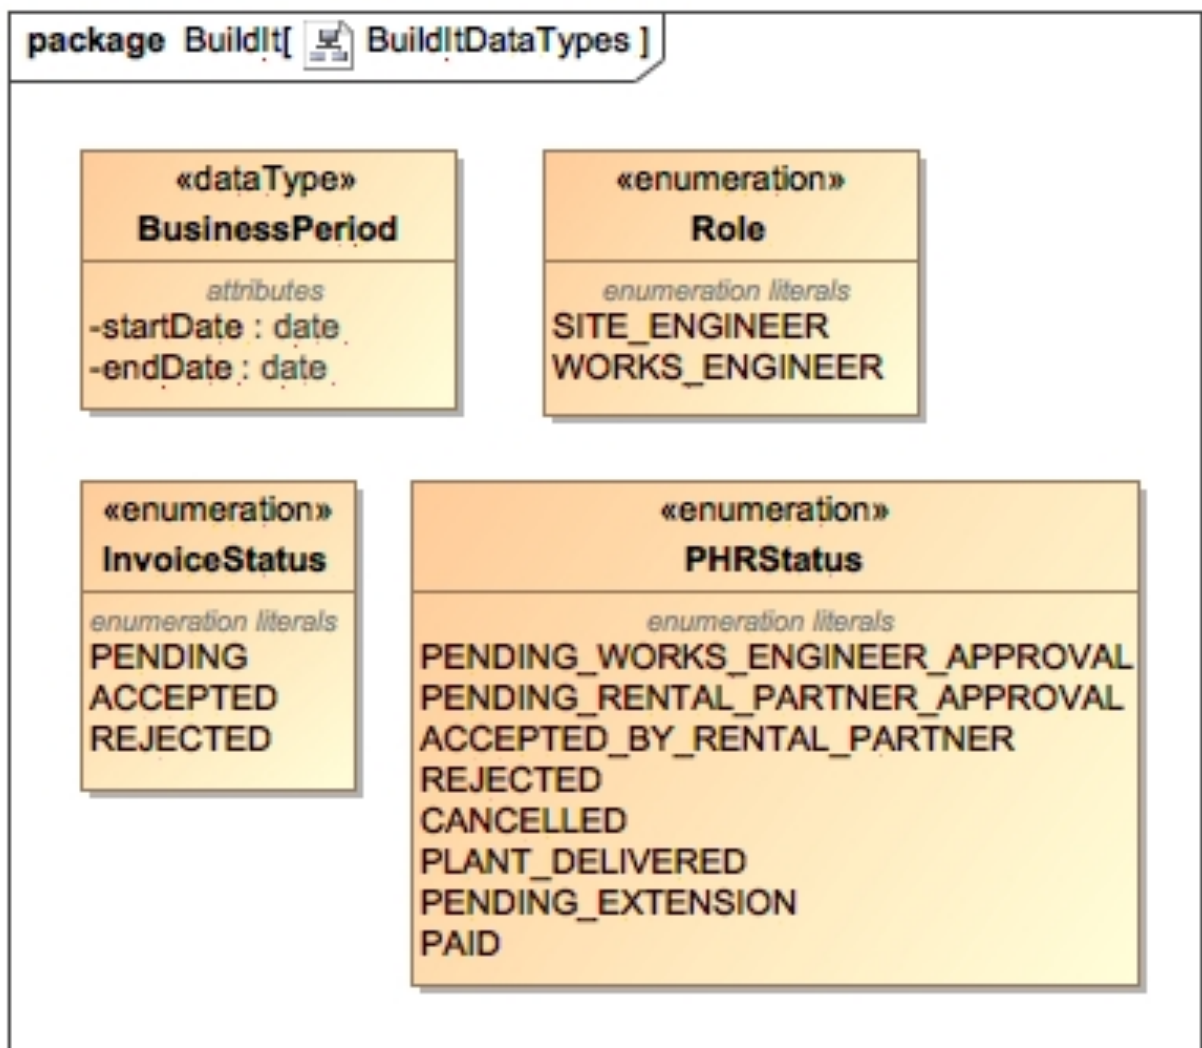 package BuildIt[ BuildItDataTypes ]
«dataType»
BusinessPeriod
attributes
-startDate : date
-endDate : date
«enumeration»
Role
enumeration literals
SITE_ENGINEER
WORKS_ENGINEER
«enumeration»
InvoiceStatus
enumeration literals
PENDING
ACCEPTED
REJECTED
«enumeration»
PHRStatus
enumeration literals
PENDING_WORKS_ENGINEER_APPROVAL
PENDING_RENTAL_PARTNER_APPROVAL
ACCEPTED_BY_RENTAL_PARTNER
REJECTED
CANCELLED
PLANT_DELIVERED
PENDING_EXTENSION
PAID